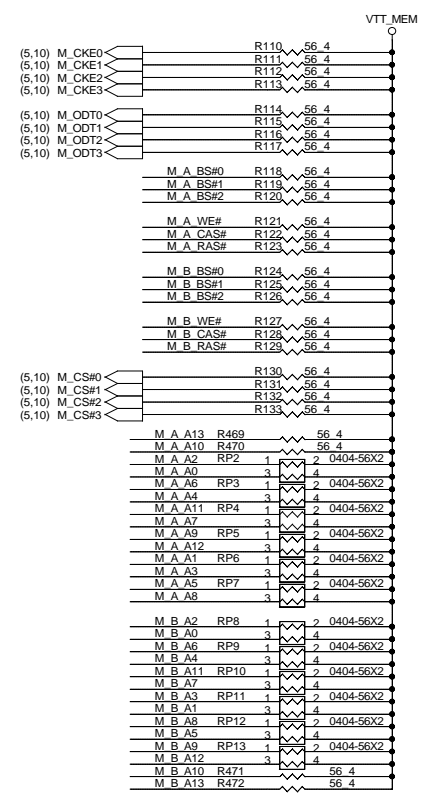 VTT_MEM
(5,10) M_CKE0 R110 56_4
(5,10) M_CKE1 R111 56_4
(5,10) M_CKE2 R112 56_4
(5,10) M_CKE3 R113 56_4
(5,10) M_ODT0 R114 56_4
(5,10) M_ODT1 R115 56_4
(5,10) M_ODT2 R116 56_4
(5,10) M_ODT3 R117 56_4
M_A_BS#0 R118 56_4
M_A_BS#1 R119 56_4
M_A_BS#2 R120 56_4
M_A_WE# R121 56_4
M_A_CAS# R122 56_4
M_A_RAS# R123 56_4
M_B_BS#0 R124 56_4
M_B_BS#1 R125 56_4
M_B_BS#2 R126 56_4
M_B_WE# R127 56_4
M_B_CAS# R128 56_4
M_B_RAS# R129 56_4
(5,10) M_CS#0 R130 56_4
(5,10) M_CS#1 R131 56_4
(5,10) M_CS#2 R132 56_4
(5,10) M_CS#3 R133 56_4
M_A_A13 R469 56_4
M_A_A10 R470 56_4
M_A_A2 RP2 1 2 0404-56X2
M_A_A0 3 4
M_A_A6 RP3 1 2 0404-56X2
M_A_A4 3 4
M_A_A11 RP4 1 2 0404-56X2
M_A_A7 3 4
M_A_A9 RP5 1 2 0404-56X2
M_A_A12 3 4
M_A_A1 RP6 1 2 0404-56X2
M_A_A3 3 4
M_A_A5 RP7 1 2 0404-56X2
M_A_A8 3 4
M_B_A2 RP8 1 2 0404-56X2
M_B_A0 3 4
M_B_A6 RP9 1 2 0404-56X2
M_B_A4 3 4
M_B_A11 RP10 1 2 0404-56X2
M_B_A7 3 4
M_B_A3 RP11 1 2 0404-56X2
M_B_A1 3 4
M_B_A8 RP12 1 2 0404-56X2
M_B_A5 3 4
M_B_A9 RP13 1 2 0404-56X2
M_B_A12 3 4
M_B_A10 R471 56_4
M_B_A13 R472 56_4